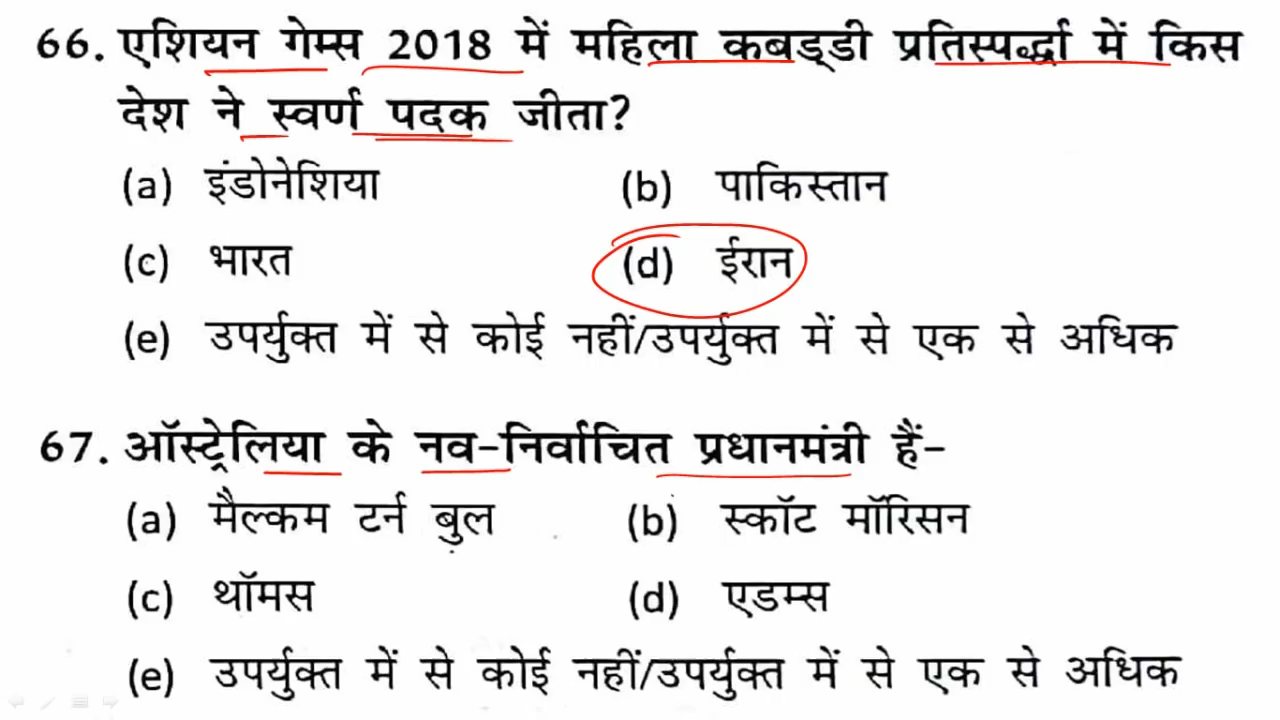 66. एशियन गेम्स 2018 में महिला कबड्डी प्रतिस्पर्द्धा में किस
देश ने स्वर्ण पदक जीता?
(a) इंडोनेशिया (b) पाकिस्तान
(c) भारत (d) ईरान
(e) उपर्युक्त में से कोई नहीं/उपर्युक्त में से एक से अधिक
67. ऑस्ट्रेलिया के नव-निर्वाचित प्रधानमंत्री हैं-
(a) मैल्कम टर्न बुल (b) स्कॉट मॉरिसन
(c) थॉमस (d) एडम्स
(e) उपर्युक्त में से कोई नहीं/उपर्युक्त में से एक से अधिक